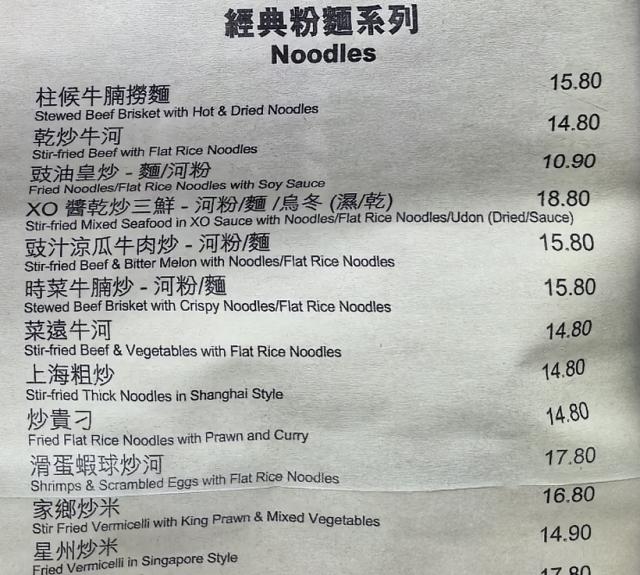 經典粉麵系列
Noodles
柱候牛腩撈麵 15.80
Stewed Beef Brisket with Hot & Dried Noodles
乾炒牛河 14.80
Stir-fried Beef with Flat Rice Noodles
豉油皇炒 - 麵/河粉 10.90
Fried Noodles/Flat Rice Noodles with Soy Sauce
XO 醬乾炒三鮮 - 河粉/麵 /烏冬 (濕/乾) 18.80
Stir-fried Mixed Seafood in XO Sauce with Noodles/Flat Rice Noodles/Udon (Dried/Sauce)
豉汁涼瓜牛肉炒 - 河粉/麵 15.80
Stir-fried Beef & Bitter Melon with Noodles/Flat Rice Noodles
時菜牛腩炒 - 河粉/麵 15.80
Stewed Beef Brisket with Crispy Noodles/Flat Rice Noodles
菜遠牛河 14.80
Stir-fried Beef & Vegetables with Flat Rice Noodles
上海粗炒 14.80
Stir-fried Thick Noodles in Shanghai Style
炒貴刁 14.80
Fried Flat Rice Noodles with Prawn and Curry
滑蛋蝦球炒河 17.80
Shrimps & Scrambled Eggs with Flat Rice Noodles
家鄉炒米 16.80
Stir Fried Vermicelli with King Prawn & Mixed Vegetables
星州炒米 14.90
Fried Vermicelli in Singapore Style
17.80